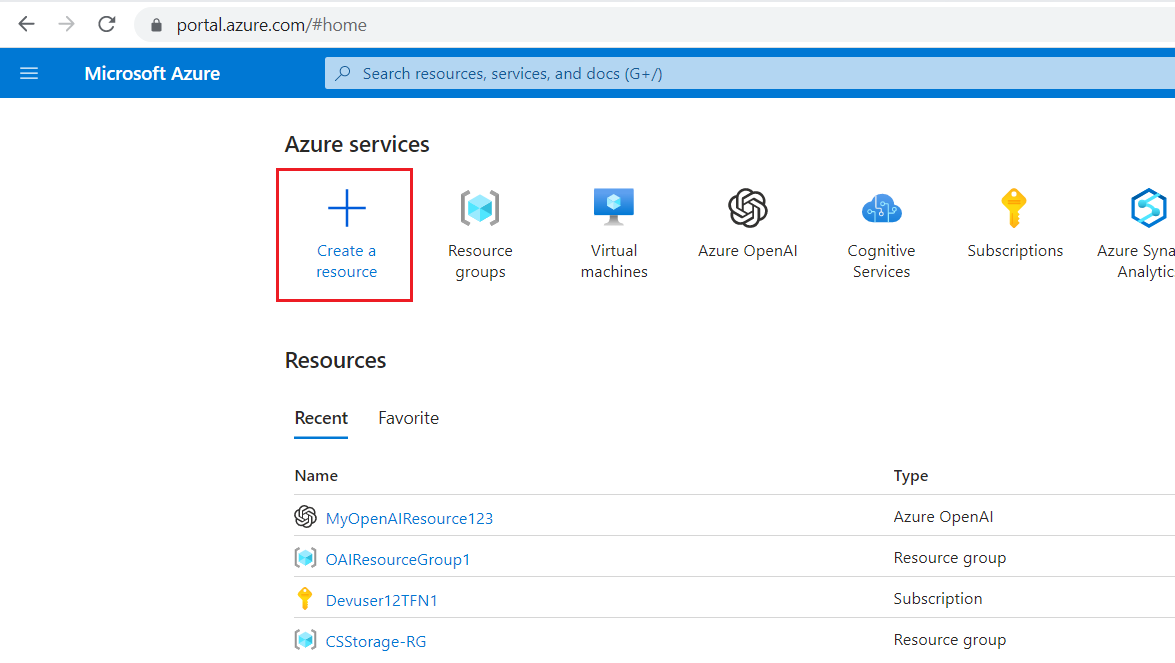 portal.azure.com/#home
Microsoft Azure
Search resources, services, and docs (G+/)
Azure services
Create a
resource
Resource
groups
Virtual
machines
Azure OpenAI
Cognitive
Services
Subscriptions
Azure Syna
Analytic
Resources
Recent Favorite
Name Type
MyOpenAIResource123 Azure OpenAI
OAIResourceGroup1 Resource group
Devuser12TFN1 Subscription
CSStorage-RG Resource group